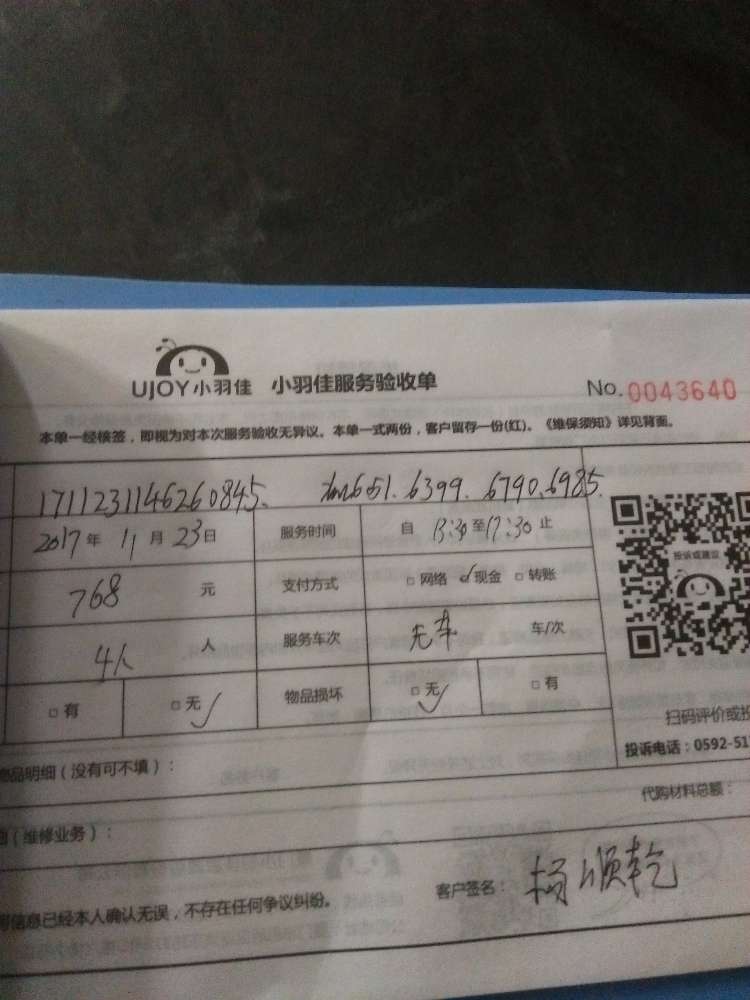 UJOY小羽佳 小羽佳服务验收单 No.0043640
本单一经核签，即视为对本次服务验收无异议。本单一式两份，客户留存一份(红)。《维保须知》详见背面。
1711231146260845、 6651.6399.6790.6985.
2017年11月23日 服务时间 自 13:30至17:30止
768 元 支付方式 □网络 □现金 □转账
投诉或建议
4人 人 服务车次 无车 车/次
□有 □无 物品损坏 □无 □有
扫码评价或投
投诉电话：0592-51
品明细（没有可不填）：
代购材料总额：
（维修业务）：
客户签名：杨顺乾
信息已经本人确认无误，不存在任何争议纠纷。